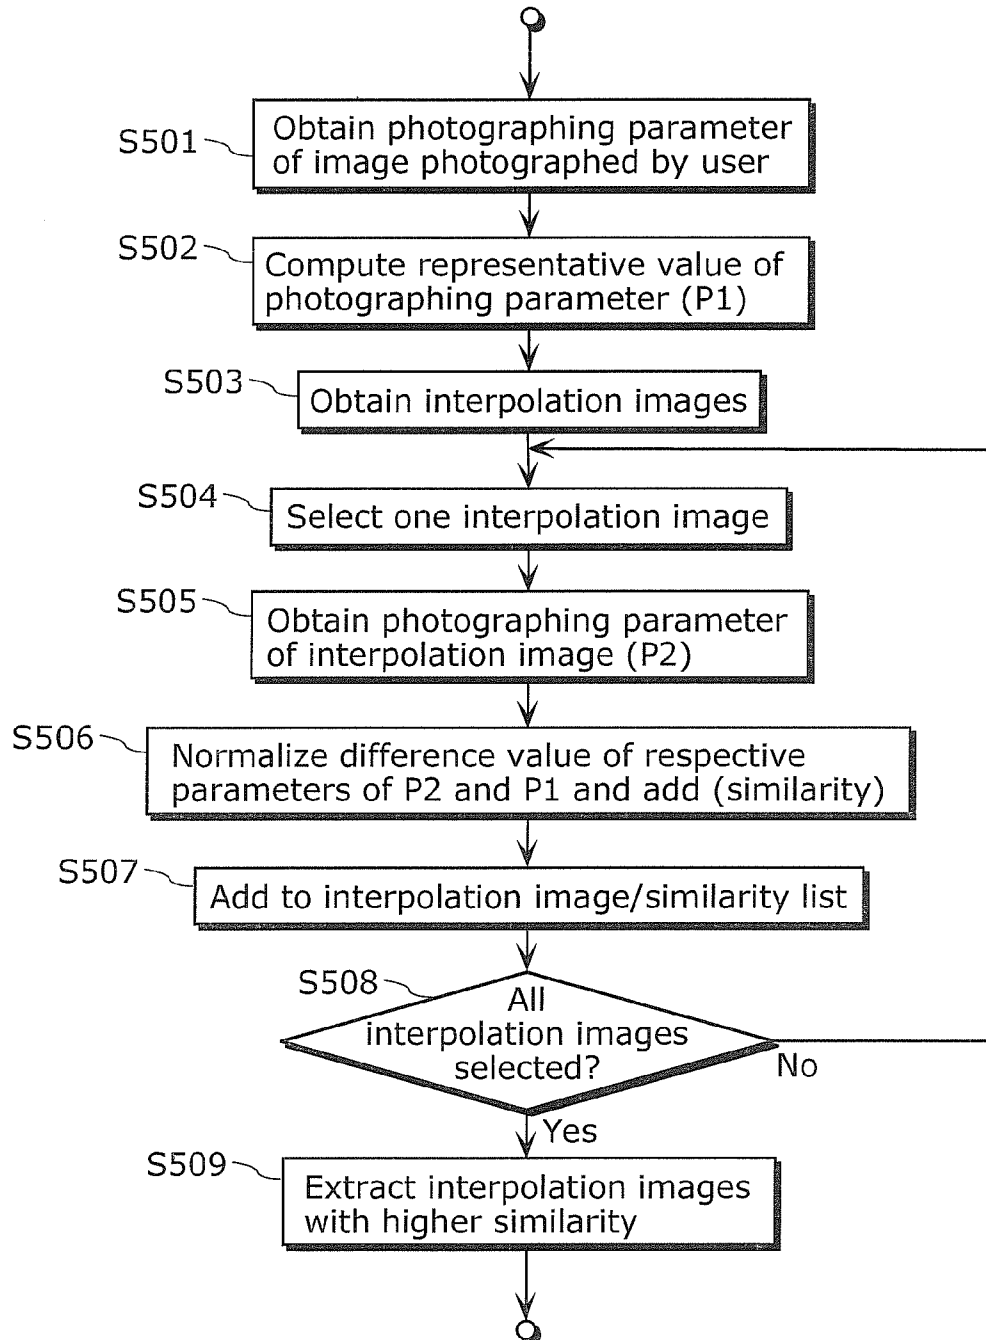 S501
Obtain photographing parameter
of image photographed by user
S502
Compute representative value of
photographing parameter (P1)
S503
Obtain interpolation images
S504
Select one interpolation image
S505
Obtain photographing parameter
of interpolation image (P2)
S506
Normalize difference value of respective
parameters of P2 and P1 and add (similarity)
S507
Add to interpolation image/similarity list
S508
All
interpolation images
selected?
No
Yes
S509
Extract interpolation images
with higher similarity